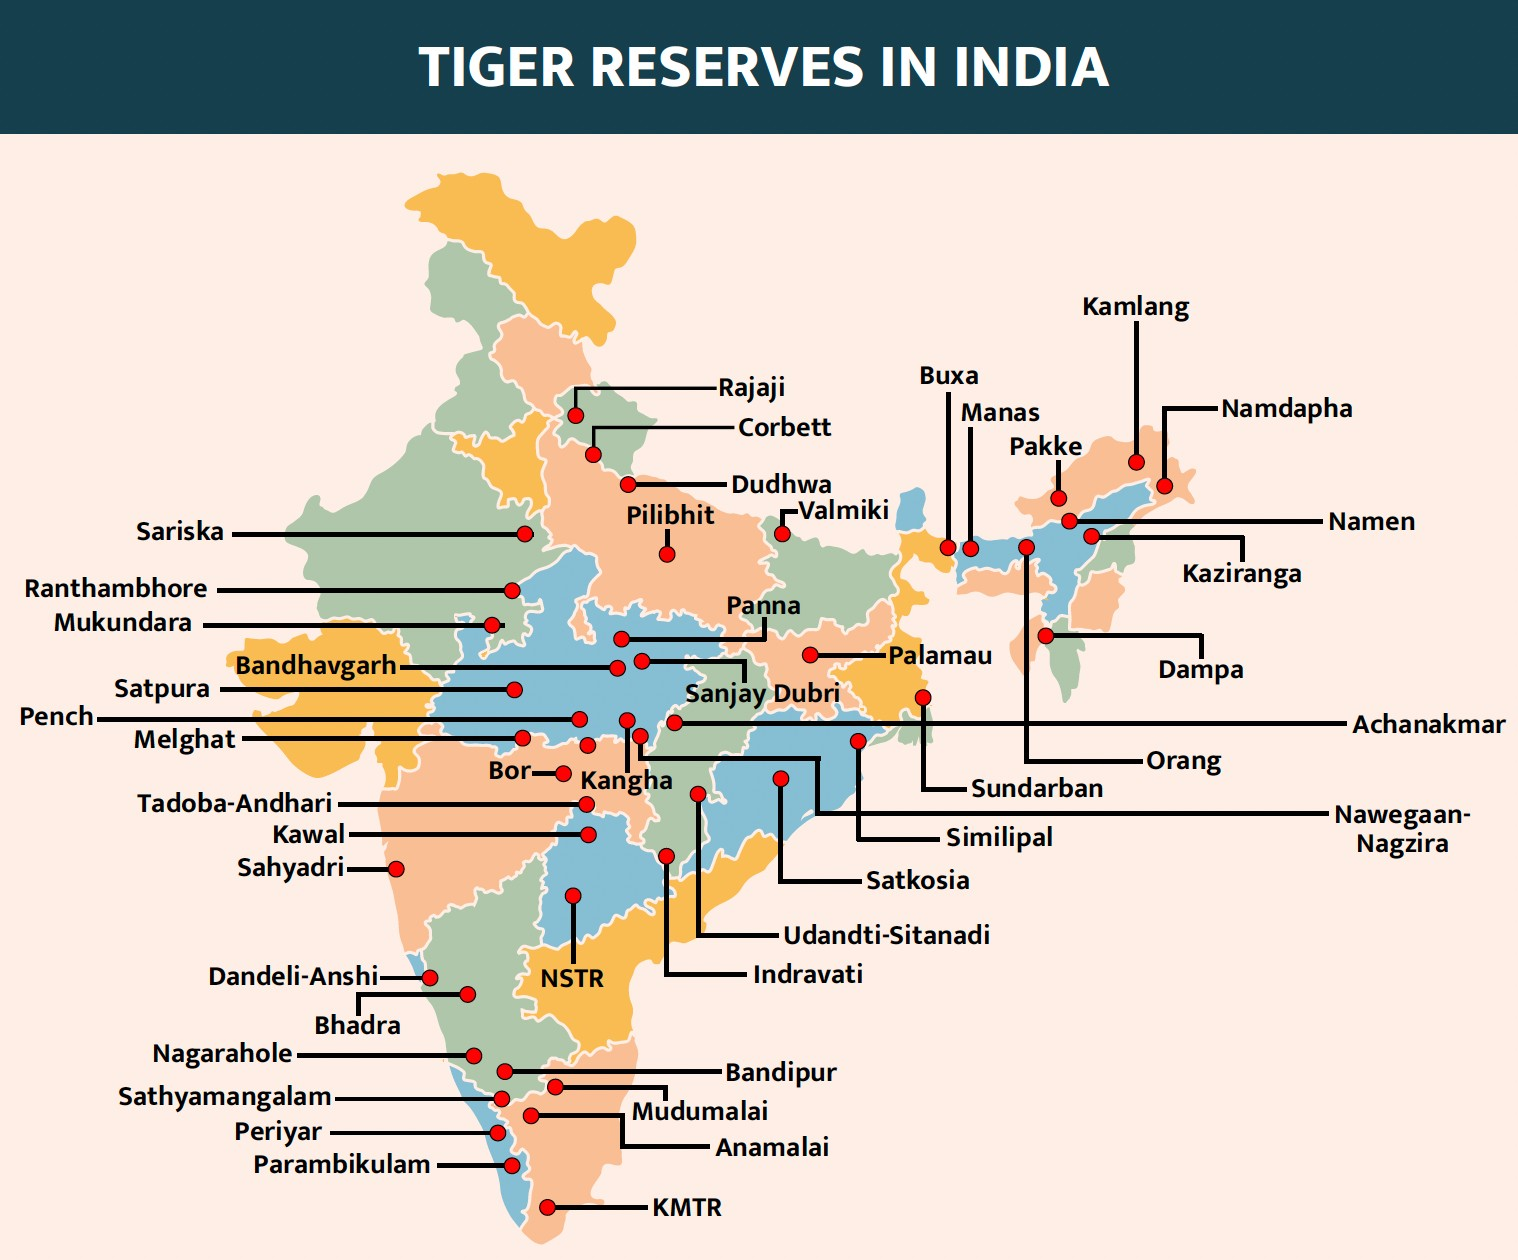 TIGER RESERVES IN INDIA
Kamlang
Buxa
Rajaji
Namdapha
Manas
Corbett
Pakke
Dudhwa
Valmiki
Pilibhit
Namen
Sariska
Kaziranga
Ranthambhore
Panna
Mukundara
Palamau
Bandhavgarh
Dampa
Satpura
Sanjay Dubri
Pench
Achanakmar
Melghat
Orang
Bor
Kangha
Sundarban
Tadoba-Andhari
Nawegaan-
Nagzira
Kawal
Similipal
Sahyadri
Satkosia
Udandti-Sitanadi
Indravati
Dandeli-Anshi
NSTR
Bhadra
Nagarahole
Bandipur
Sathyamangalam
Mudumalai
Periyar
Anamalai
Parambikulam
KMTR